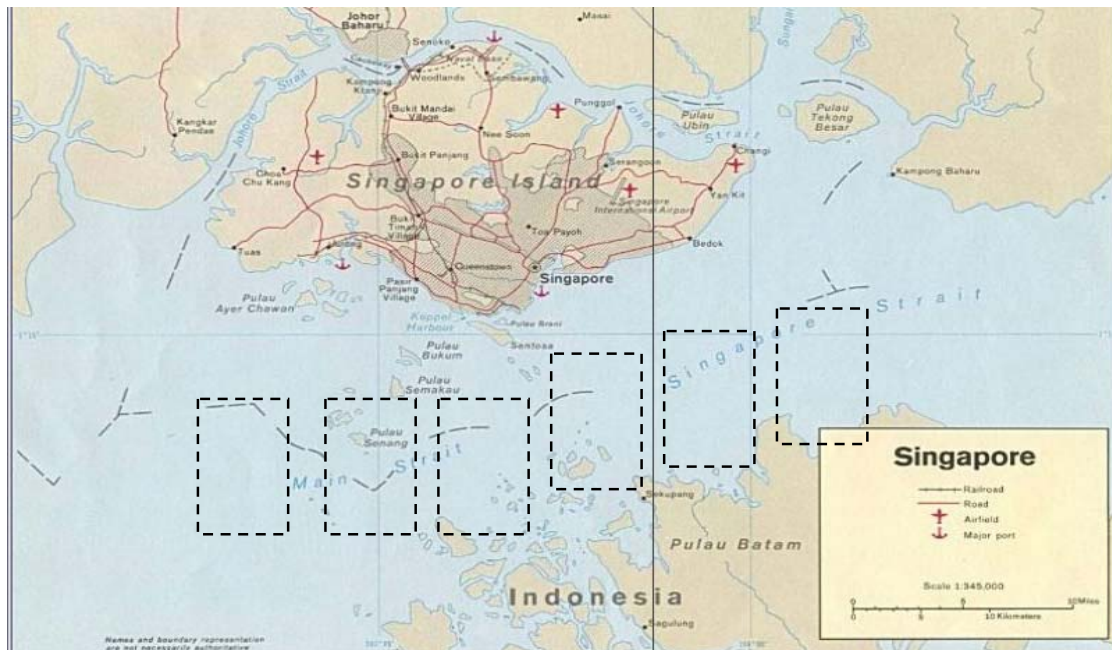 Johor
Baharu
Masai
Senoko
Naval Base
Causeway
Woodlands
Sembawang
Kampong
Kranji
Strait
Johore
Kangkar
Pendas
Bukit Mandai
Village
Nee Soon
Punggol
Johore
Strait
Pulau
Ubin
Pulau
Tekong
Besar
Changi
Kampong Baharu
Choa
Chu Kang
Bukit Panjang
Serangoon
Singapore Island
Singapore
International Airport
Yan Kit
Bukit
Timah
Village
Toa Payoh
Bedok
Tuas
Jurong
Queenstown
Singapore
Pasir
Panjang
Village
Pulau
Ayer Chawan
Keppel
Harbour
Pulau Brani
Sentosa
Pulau
Bukum
Pulau
Semakau
Pulau
Senang
Singapore Strait
Main Strait
Sekupang
Pulau Batam
Indonesia
Sagulung
Names and boundary representation
are not necessarily authoritative
Singapore
Railroad
Road
Airfield
Major port
Scale 1:345,000
0 5 10 Miles
0 5 10 Kilometers